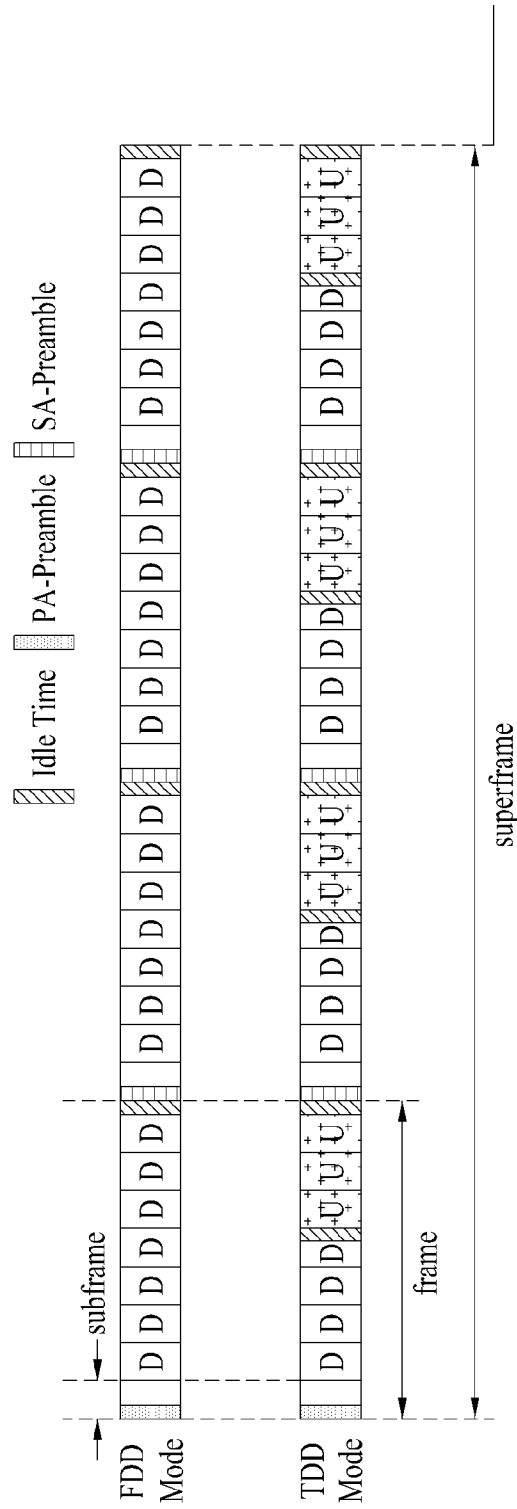 Idle Time PA-Preamble SA-Preamble
subframe
FDD
Mode
D D D D D D D D D D D D D D D D D D D D D D D D D D D D
TDD
Mode
D D D D U U U D D D D U U U D D D D U U U D D D D U U U
frame
superframe